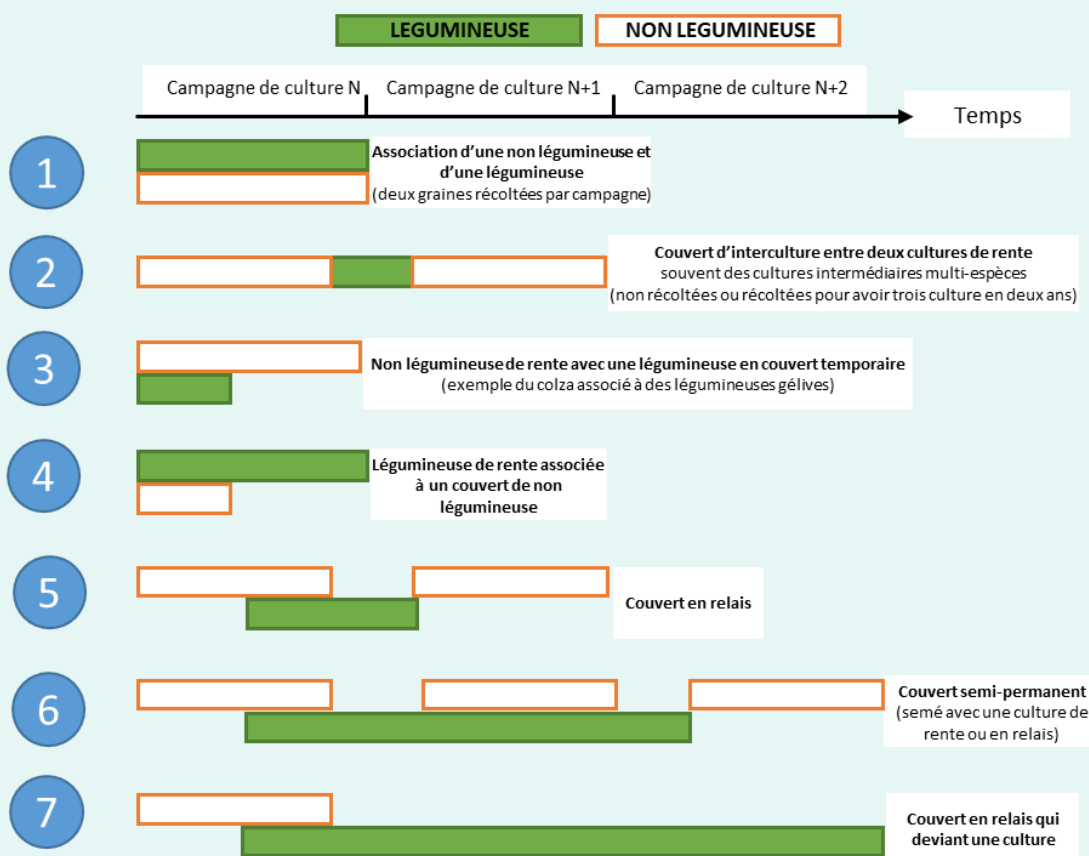 LEGUMINEUSE
NON LEGUMINEUSE
Campagne de culture N
Campagne de culture N+1
Campagne de culture N+2
Temps
1
Association d'une non légumineuse et
d'une légumineuse
(deux graines récoltées par campagne)
2
Couvert d'interculture entre deux cultures de rente
souvent des cultures intermédiaires multi-espèces
(non récoltées ou récoltées pour avoir trois culture en deux ans)
3
Non légumineuse de rente avec une légumineuse en couvert temporaire
(exemple du colza associé à des légumineuses gélives)
4
Légumineuse de rente associée
à un couvert de non
légumineuse
5
Couvert en relais
6
Couvert semi-permanent
(semé avec une culture de
rente ou en relais)
7
Couvert en relais qui
deviant une culture